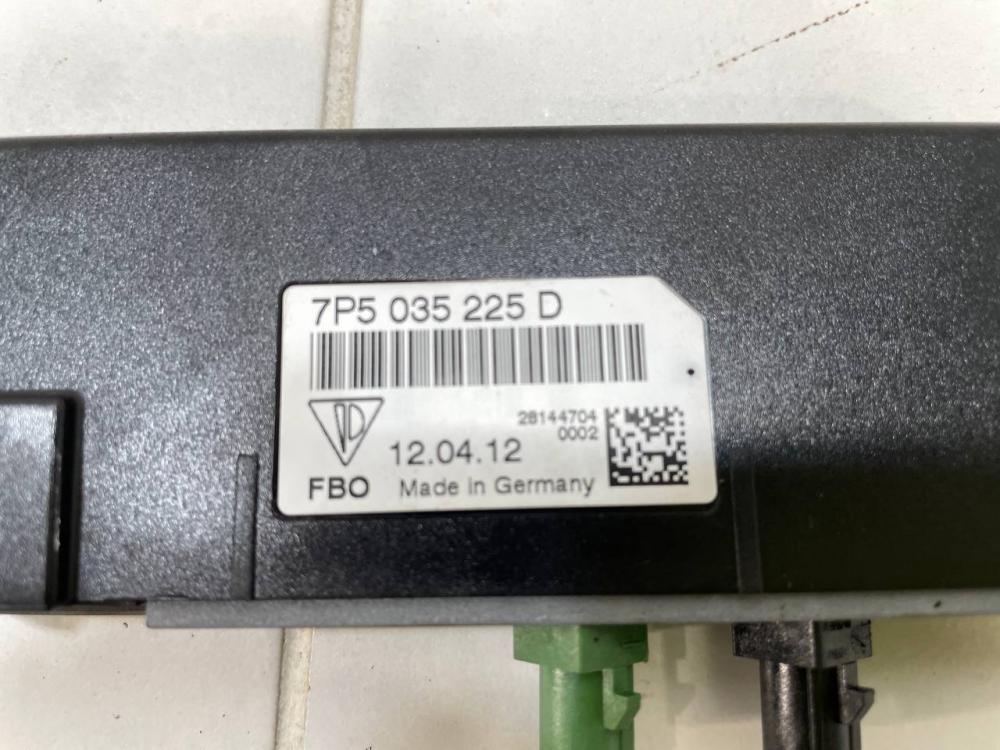 7P5 035 225 D
28144704
0002
12.04.12
FBO Made in Germany